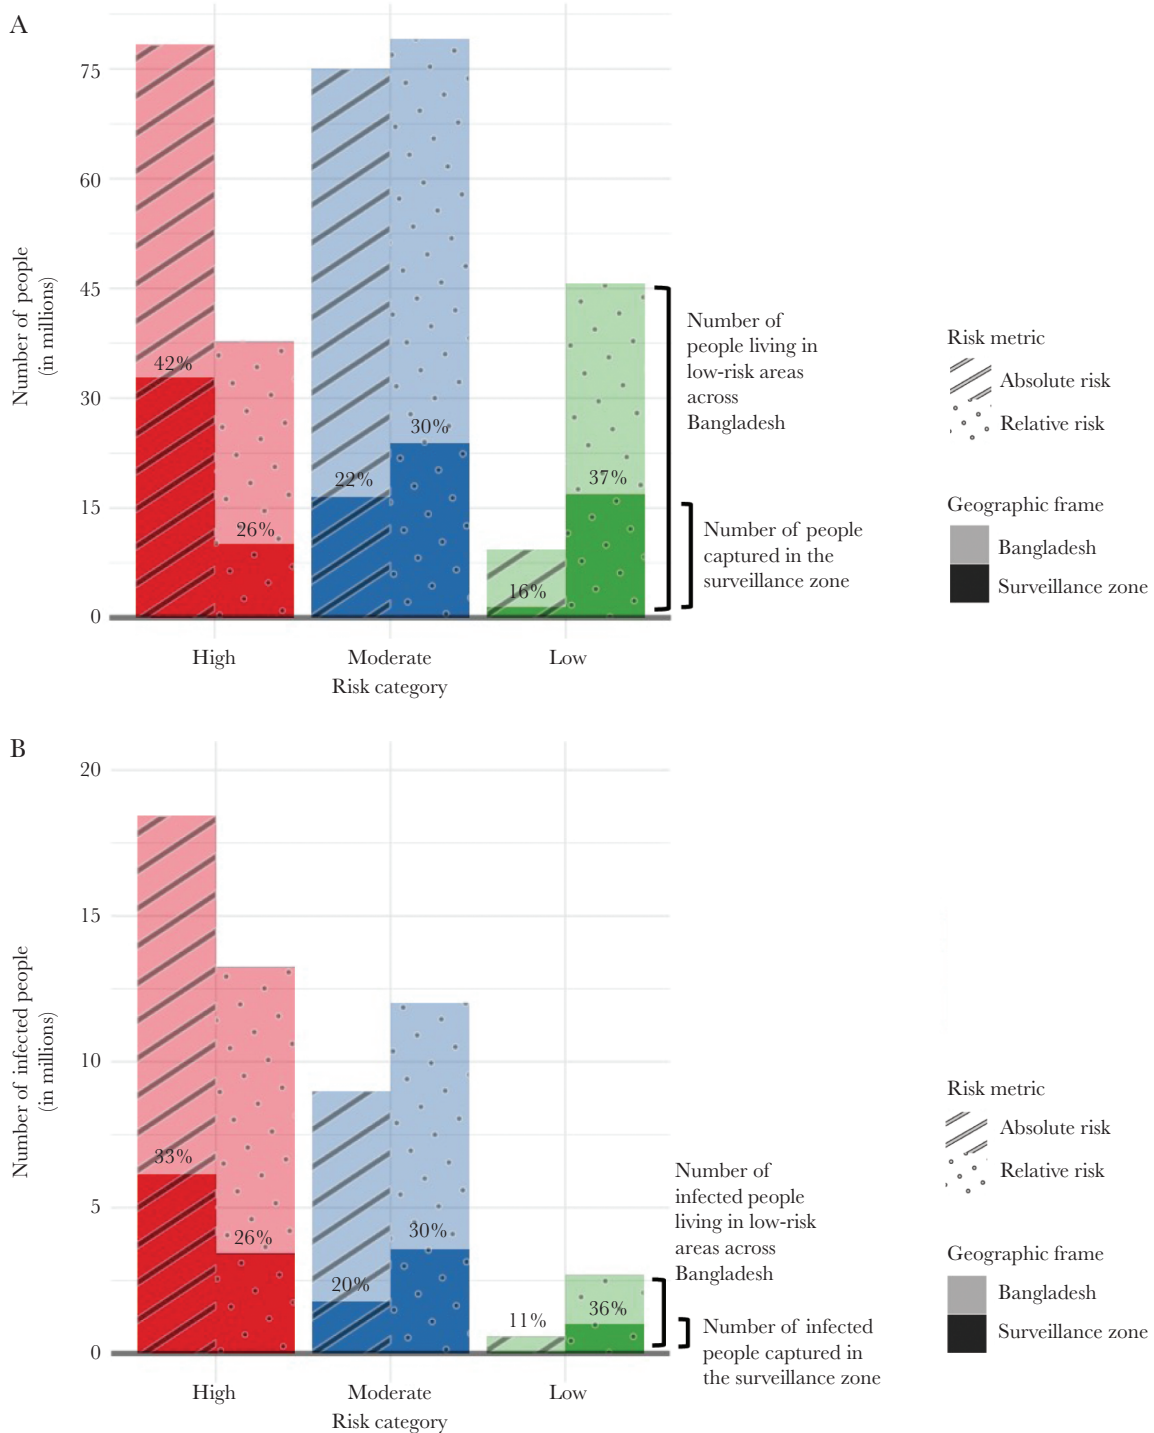 A
75
60
45
30
15
0
Number of people
(in millions)
42%
26%
22%
30%
16%
37%
High
Moderate
Low
Risk category
Number of
people living in
low-risk areas
across
Bangladesh
Number of people
captured in the
surveillance zone
Risk metric
Absolute risk
Relative risk
Geographic frame
Bangladesh
Surveillance zone
B
20
15
10
5
0
Number of infected people
(in millions)
33%
26%
20%
30%
11%
36%
High
Moderate
Low
Risk category
Number of
infected people
living in low-risk
areas across
Bangladesh
Number of infected
people captured in
the surveillance zone
Risk metric
Absolute risk
Relative risk
Geographic frame
Bangladesh
Surveillance zone